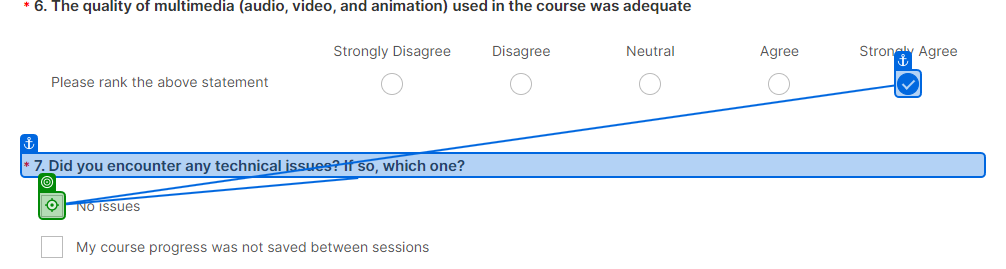 * 6. The quality of multimedia (audio, video, and animation) used in the course was adequate
Strongly Disagree Disagree Neutral Agree Strongly Agree
Please rank the above statement
* 7. Did you encounter any technical issues? If so, which one?
No issues
My course progress was not saved between sessions